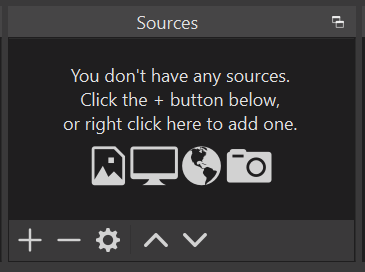 Sources
You don't have any sources.
Click the + button below,
or right click here to add one.